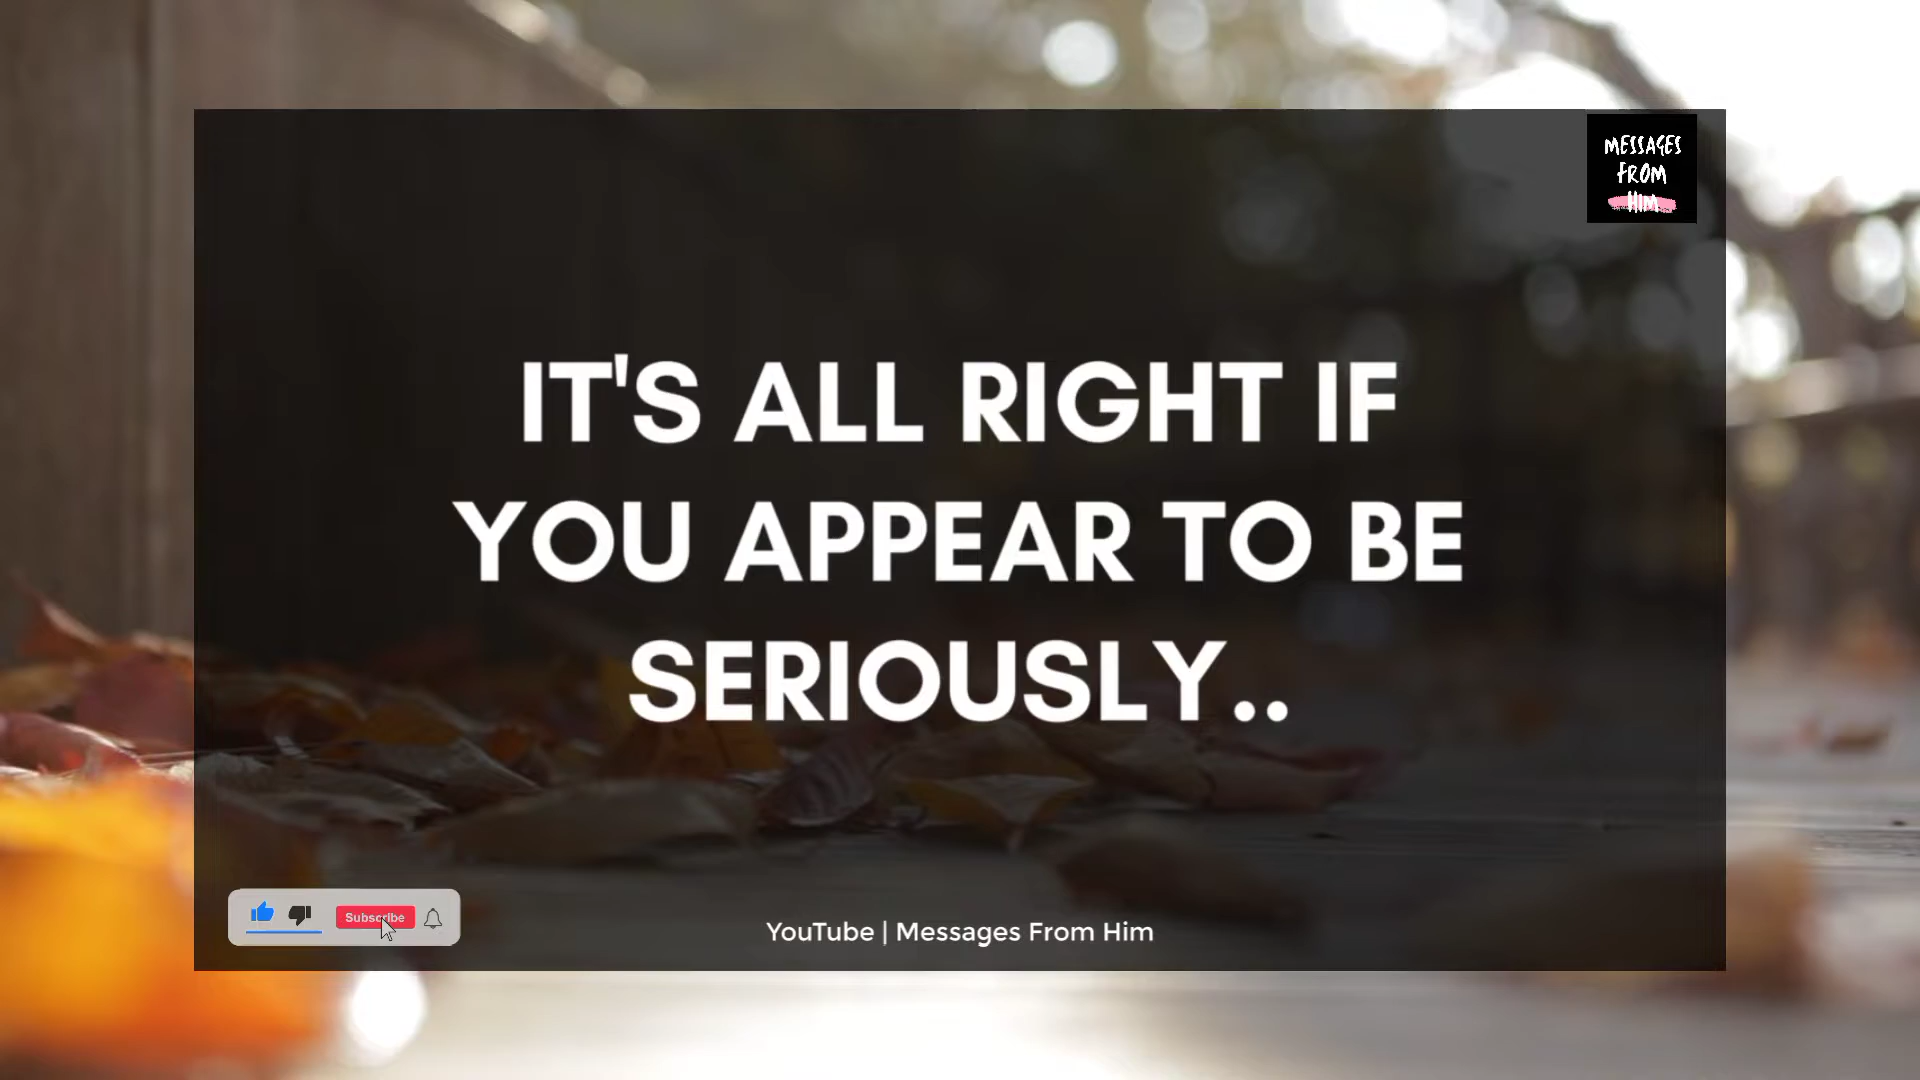 MESSAGES
FROM
HIM
IT'S ALL RIGHT IF
YOU APPEAR TO BE
SERIOUSLY..
Subscribe
YouTube | Messages From Him